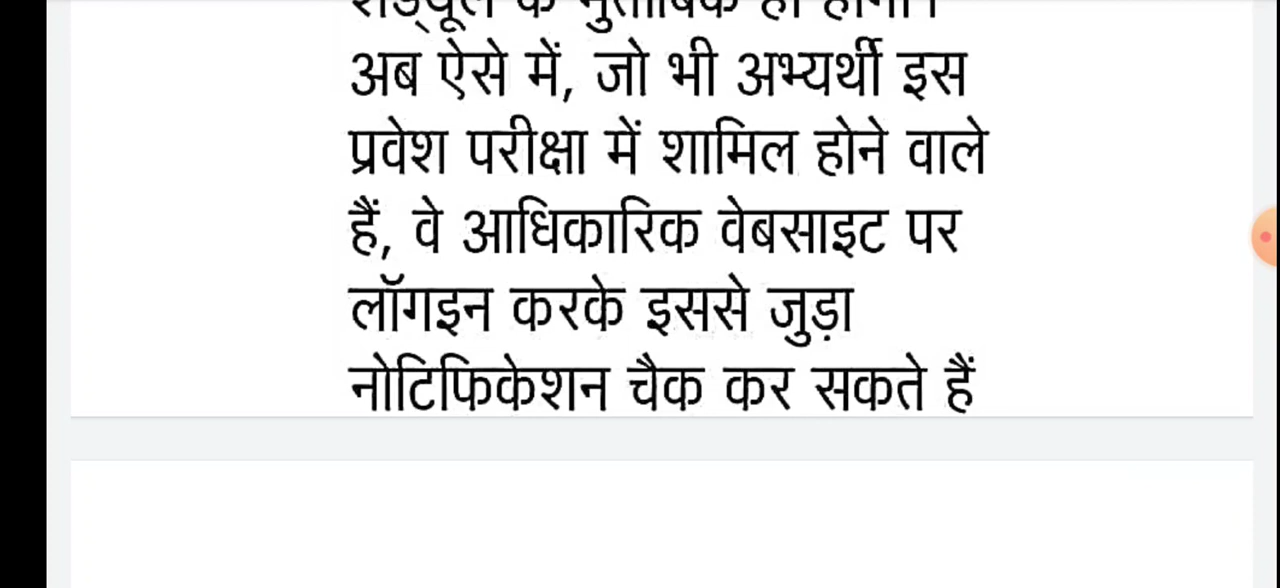 शेड्यूल के मुताबिक ही होगी।
अब ऐसे में, जो भी अभ्यर्थी इस
प्रवेश परीक्षा में शामिल होने वाले
हैं, वे आधिकारिक वेबसाइट पर
लॉगइन करके इससे जुड़ा
नोटिफिकेशन चैक कर सकते हैं